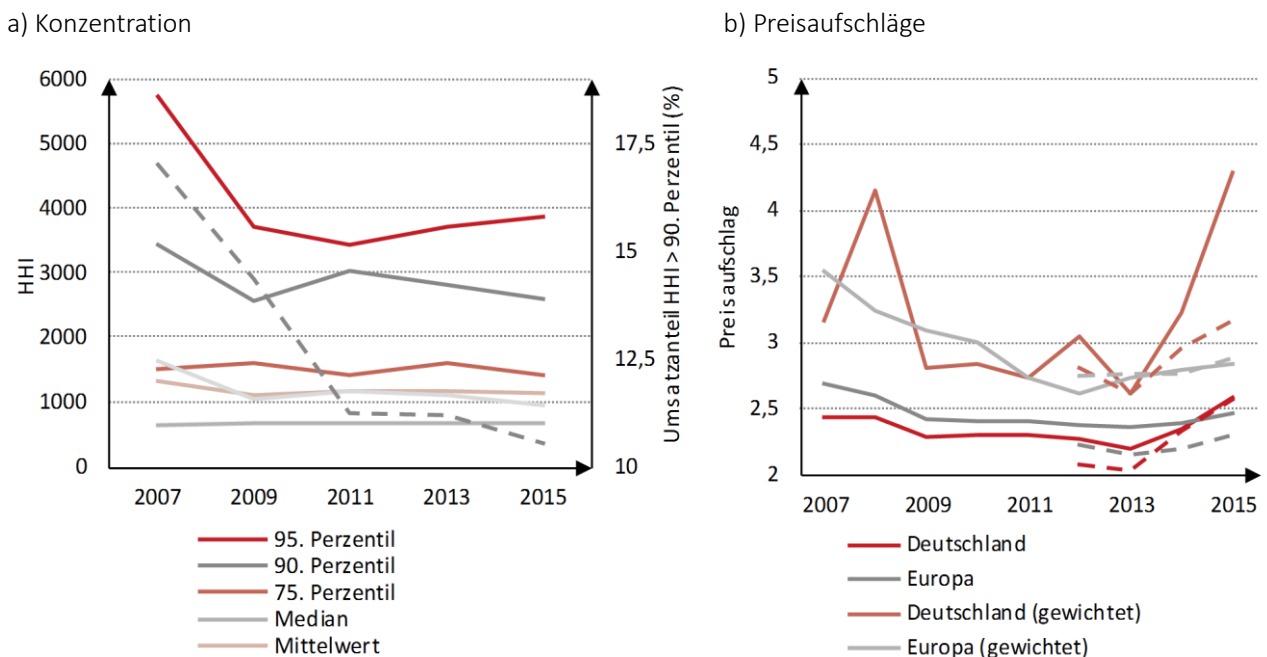 a) Konzentration
b) Preisaufschläge
6000
5000
4000
3000
2000
1000
0
HHI
17,5
15
12,5
10
Umsatzanteil HHI > 90. Perzentil (%)
2007 2009 2011 2013 2015
95. Perzentil
90. Perzentil
75. Perzentil
Median
Mittelwert
5
4,5
4
3,5
3
2,5
2
Preisaufschlag
2007 2009 2011 2013 2015
Deutschland
Europa
Deutschland (gewichtet)
Europa (gewichtet)